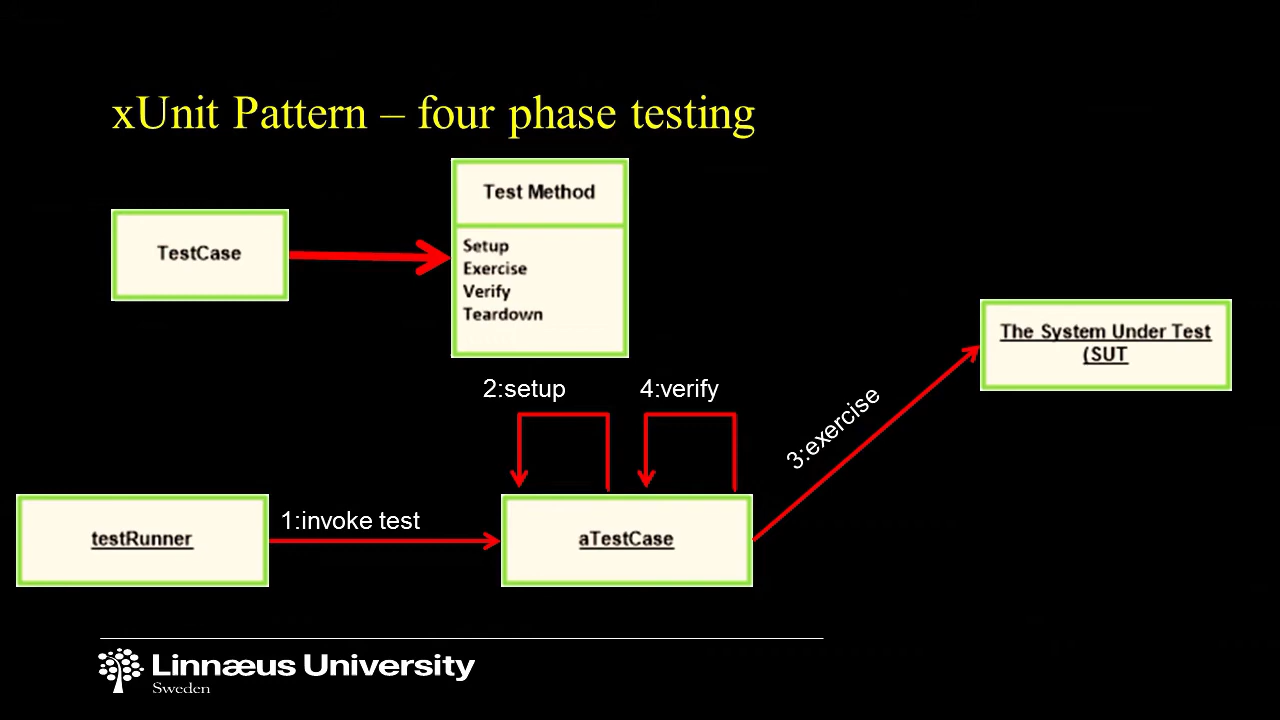 xUnit Pattern – four phase testing
Test Method
TestCase
Setup
Exercise
Verify
Teardown
The System Under Test
(SUT
2:setup
4:verify
3:exercise
testRunner
1:invoke test
aTestCase
Linnæus University
Sweden